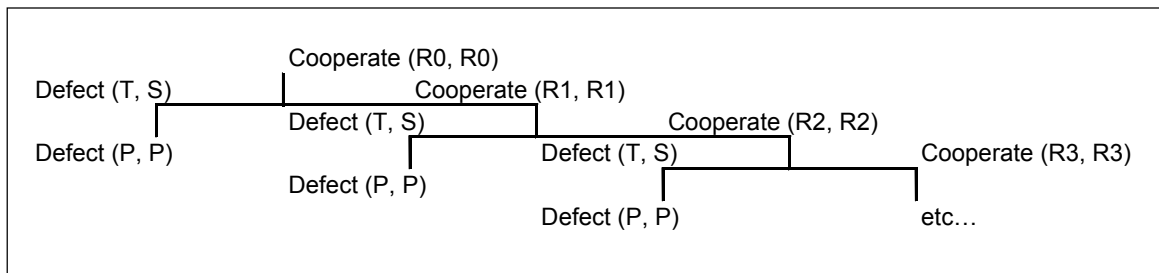 Cooperate (R0, R0)
Defect (T, S)
Cooperate (R1, R1)
Defect (T, S)
Cooperate (R2, R2)
Defect (P, P)
Defect (T, S)
Cooperate (R3, R3)
Defect (P, P)
Defect (P, P)
etc…